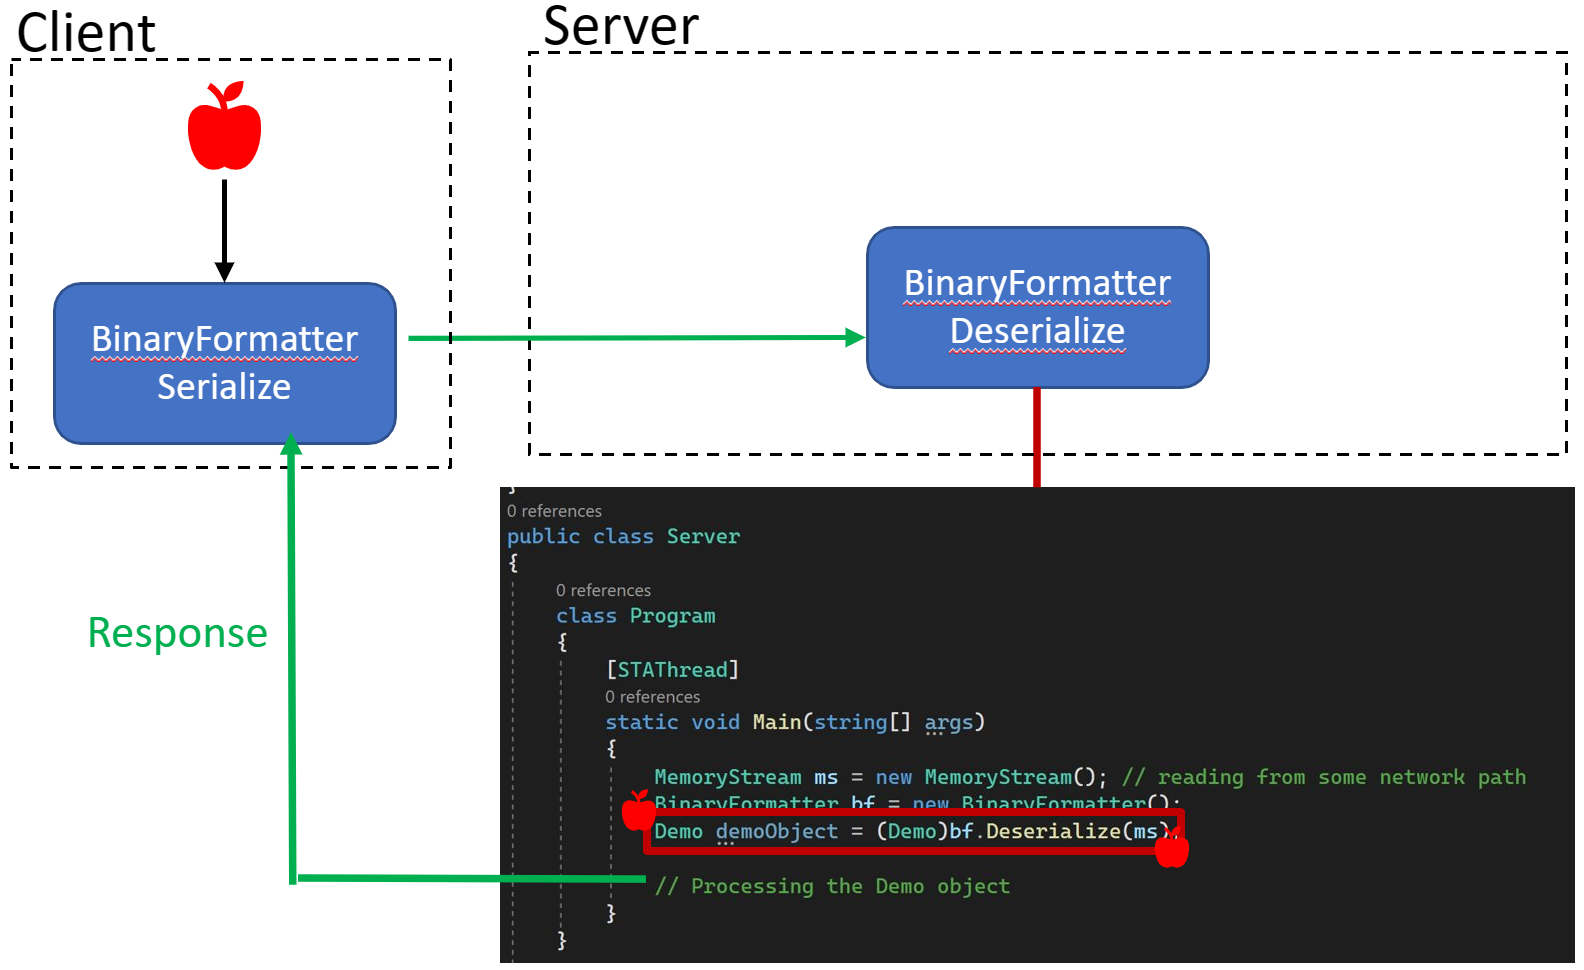 Client
Server
BinaryFormatter
Serialize
BinaryFormatter
Deserialize
Response
}
0 references
public class Server
{
0 references
class Program
{
[STAThread]
0 references
static void Main(string[] args)
{
MemoryStream ms = new MemoryStream(); // reading from some network path
BinaryFormatter bf = new BinaryFormatter();
Demo demoObject = (Demo)bf.Deserialize(ms);
// Processing the Demo object
}
}